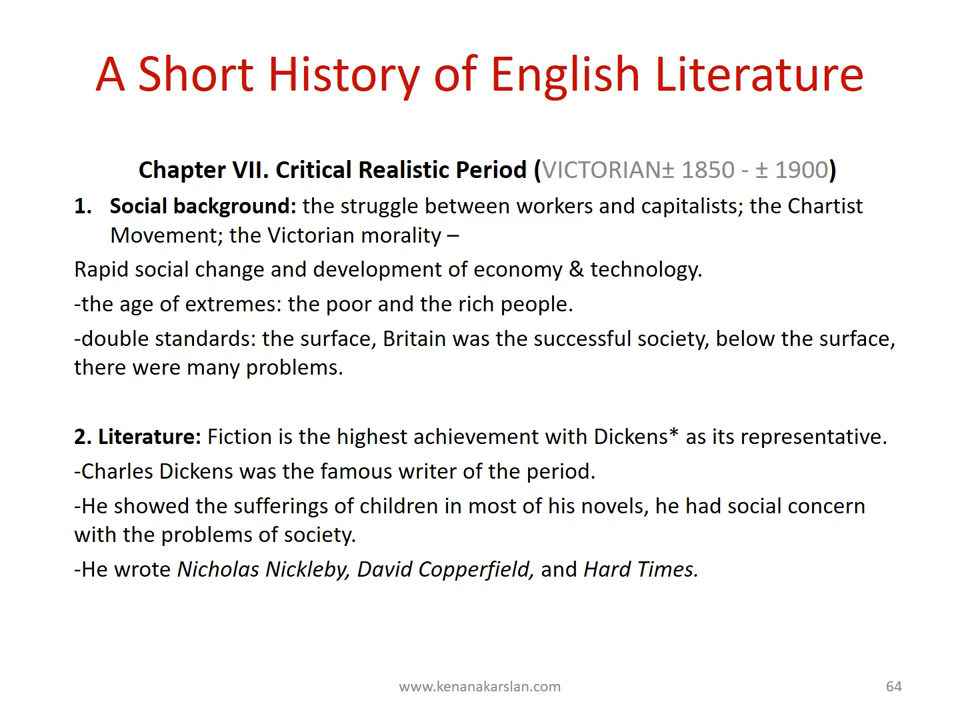 A Short History of English Literature
Chapter VII. Critical Realistic Period (VICTORIAN± 1850 - ± 1900)
1. Social background: the struggle between workers and capitalists; the Chartist
Movement; the Victorian morality –
Rapid social change and development of economy & technology.
-the age of extremes: the poor and the rich people.
-double standards: the surface, Britain was the successful society, below the surface,
there were many problems.
2. Literature: Fiction is the highest achievement with Dickens* as its representative.
-Charles Dickens was the famous writer of the period.
-He showed the sufferings of children in most of his novels, he had social concern
with the problems of society.
-He wrote Nicholas Nickleby, David Copperfield, and Hard Times.
www.kenanakarslan.com
64